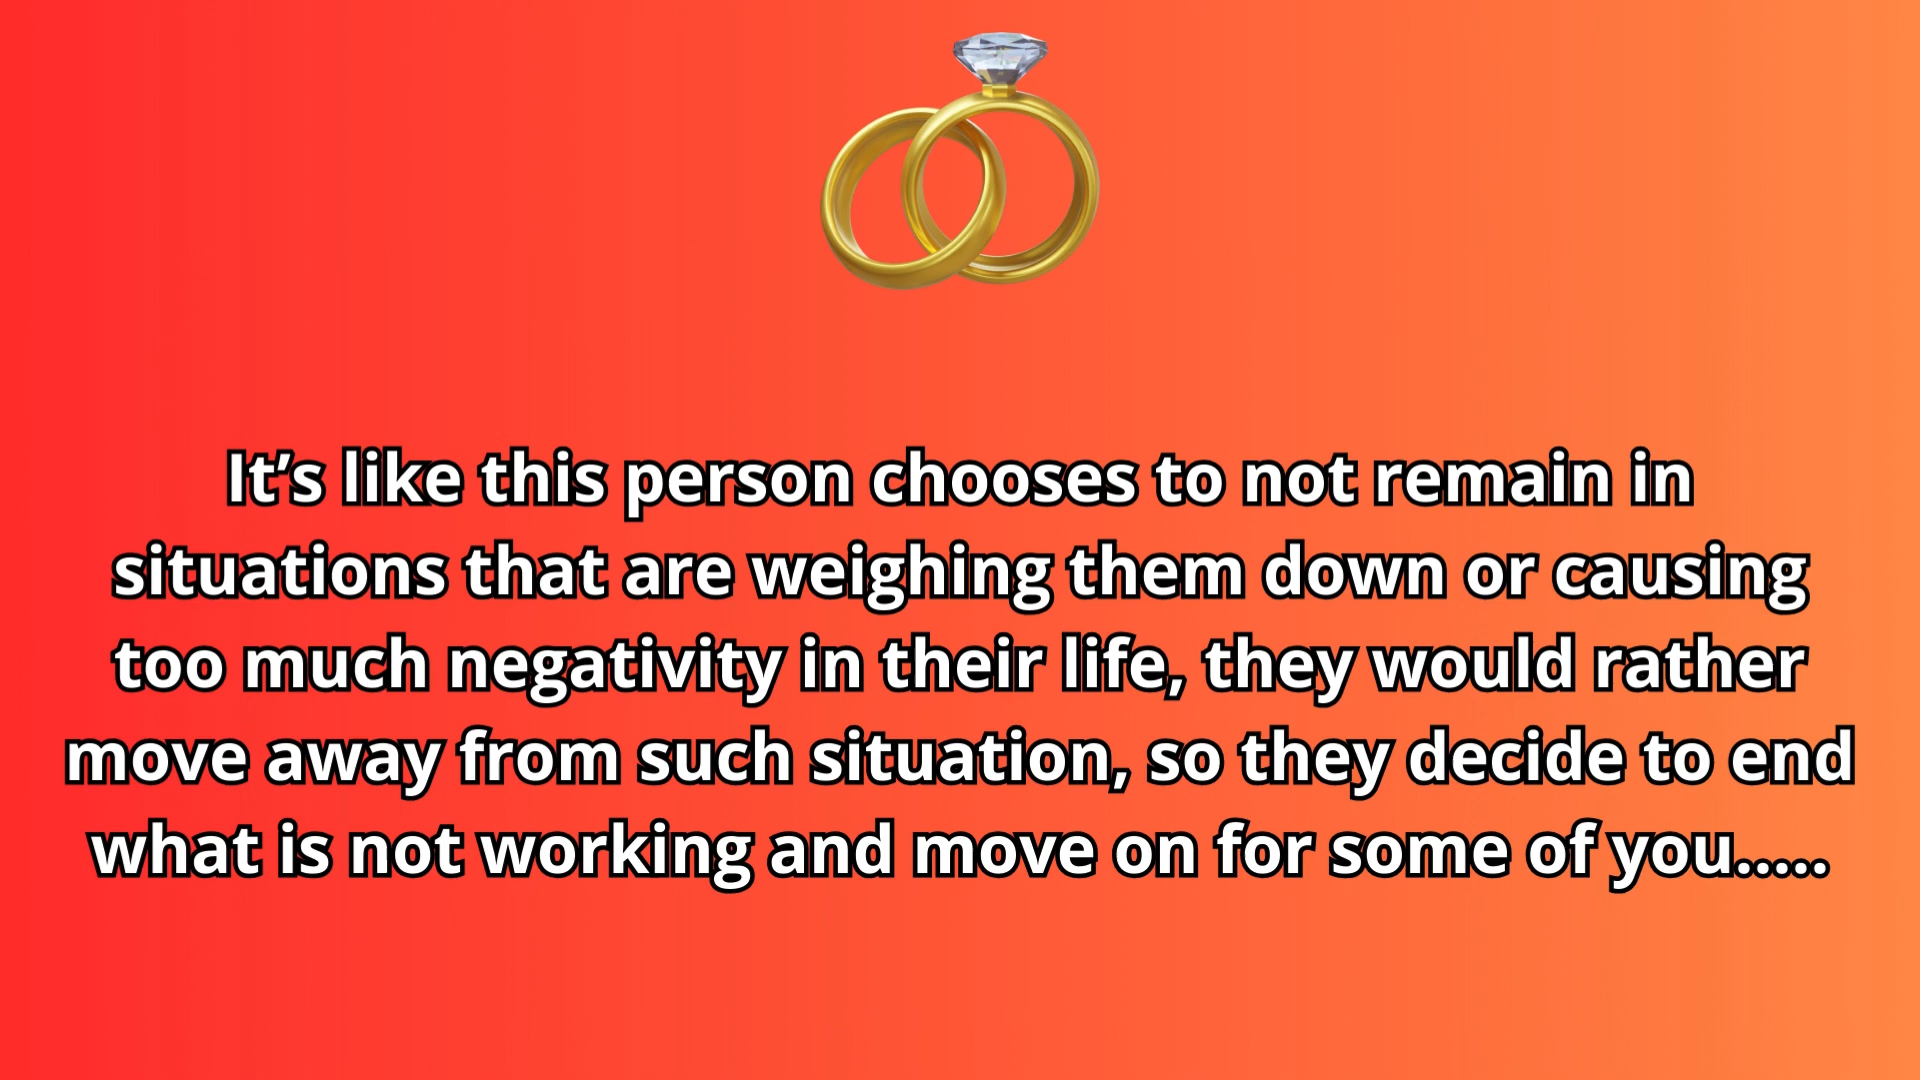 It’s like this person chooses to not remain in
situations that are weighing them down or causing
too much negativity in their life, they would rather
move away from such situation, so they decide to end
what is not working and move on for some of you.....